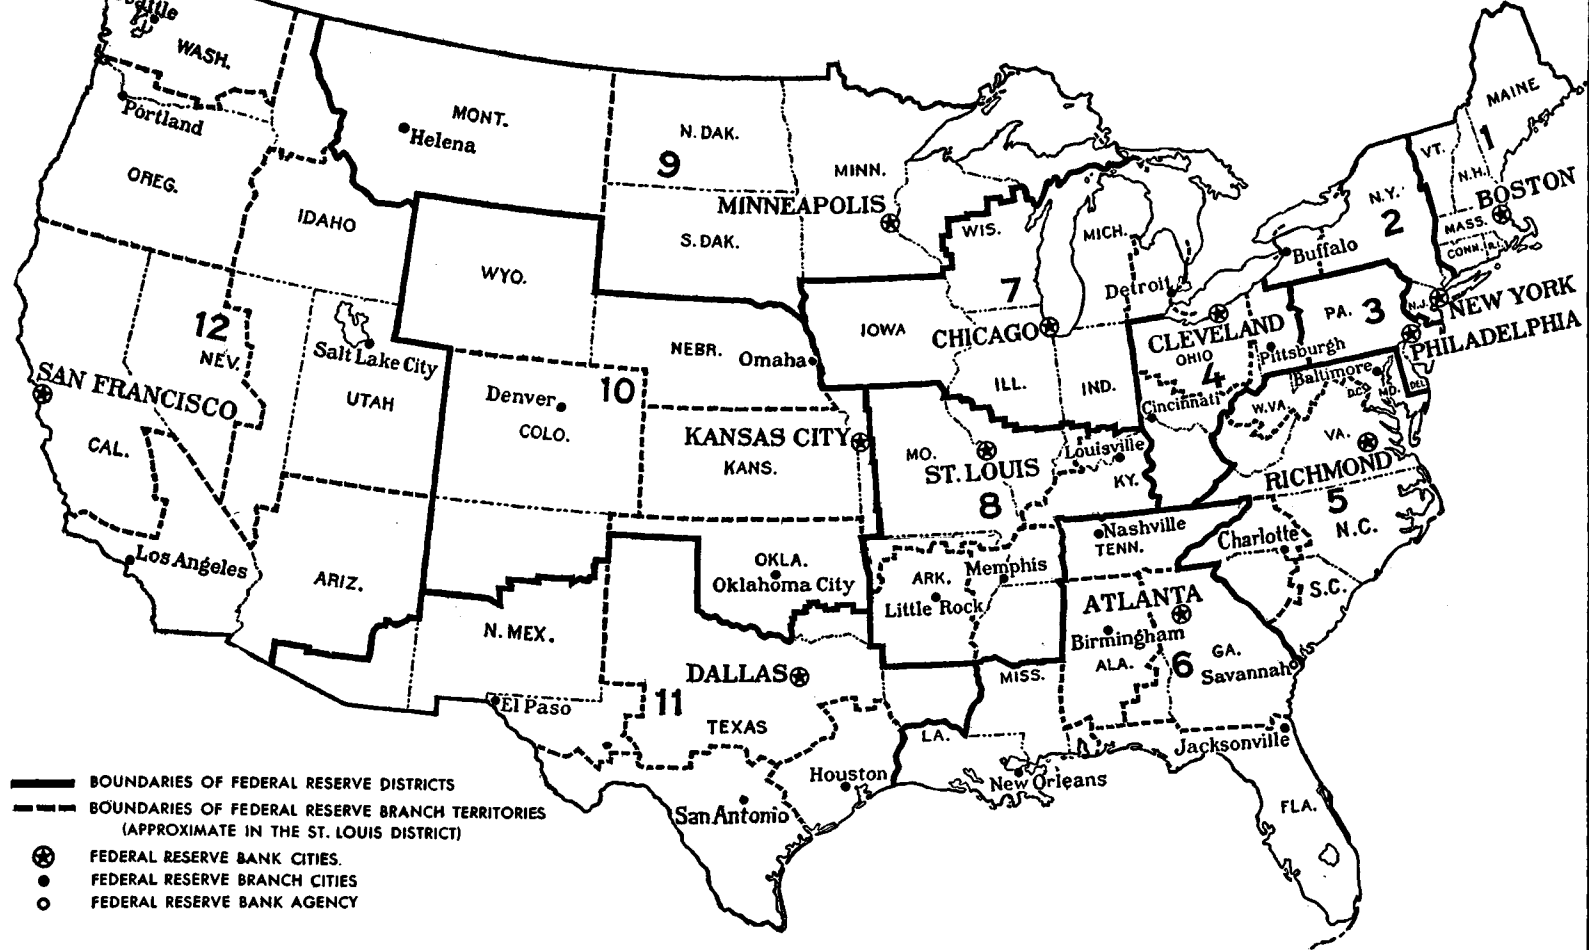 WASH.
Portland
OREG.
IDAHO
MONT.
Helena
N. DAK.
9
S. DAK.
MINN.
MINNEAPOLIS
WYO.
WIS.
MICH.
7
Detroit
IOWA
CHICAGO
ILL.
IND.
MAINE
1
VT.
N.H.
BOSTON
MASS.
CONN.
R.I.
N.Y.
2
Buffalo
NEW YORK
N.J.
PA.
3
PHILADELPHIA
CLEVELAND
OHIO
4
Pittsburgh
Cincinnati
Baltimore
D.C.
MD.
DEL
W.VA.
VA.
RICHMOND
5
N.C.
Charlotte
S.C.
12
NEV.
Salt Lake City
UTAH
SAN FRANCISCO
CAL.
Los Angeles
ARIZ.
NEBR.
Omaha
10
Denver
COLO.
KANSAS CITY
KANS.
MO.
ST. LOUIS
8
Louisville
KY.
Nashville
TENN.
Memphis
ARK.
Little Rock
OKLA.
Oklahoma City
N. MEX.
El Paso
DALLAS
11
TEXAS
Houston
San Antonio
ATLANTA
Birmingham
ALA.
6
GA.
Savannah
MISS.
LA.
New Orleans
Jacksonville
FLA.
BOUNDARIES OF FEDERAL RESERVE DISTRICTS
BOUNDARIES OF FEDERAL RESERVE BRANCH TERRITORIES
(APPROXIMATE IN THE ST. LOUIS DISTRICT)
FEDERAL RESERVE BANK CITIES.
FEDERAL RESERVE BRANCH CITIES
FEDERAL RESERVE BANK AGENCY